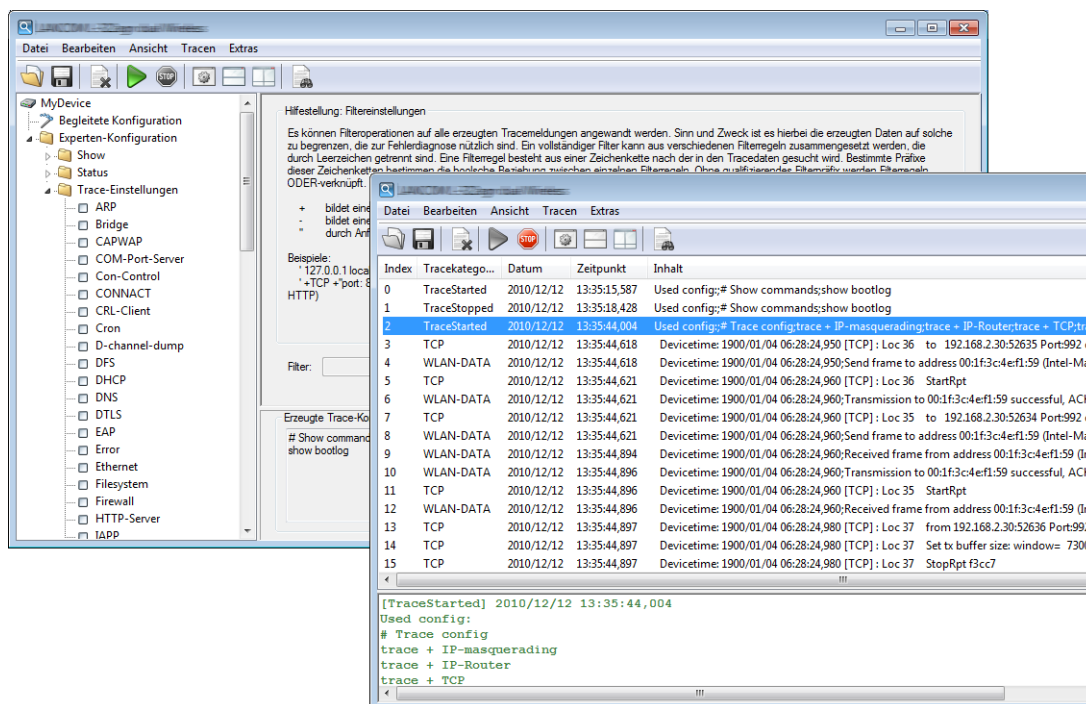 Datei Bearbeiten Ansicht Tracen Extras
STOP
MyDevice
Begleitete Konfiguration
Experten-Konfiguration
Show
Status
Trace-Einstellungen
ARP
Bridge
CAPWAP
COM-Port-Server
Con-Control
CONNACT
CRL-Client
Cron
D-channel-dump
DFS
DHCP
DNS
DTLS
EAP
Error
Ethernet
Filesystem
Firewall
HTTP-Server
IAPP
Hilfestellung: Filtereinstellungen
Es können Filteroperationen auf alle erzeugten Tracemeldungen angewandt werden. Sinn und Zweck ist es hierbei die erzeugten Daten auf solche
zu begrenzen, die zur Fehlerdiagnose nützlich sind. Ein vollständiger Filter kann aus verschiedenen Filterregeln zusammengesetzt werden, die
durch Leerzeichen getrennt sind. Eine Filterregel besteht aus einer Zeichenkette nach der in den Tracedaten gesucht wird. Bestimmte Präfixe
dieser Zeichenketten bestimmen die boolsche Beziehung zwischen einzelnen Filterregeln. Ohne qualifizierendes Filterpräfix werden Filterregeln
ODER-verknüpft.
+ bildet eine
- bildet eine
" durch Anf
Beispiele:
' 127.0.0.1 loca
' +TCP +"port: 8
HTTP)
Filter:
Erzeugte Trace-Ko
# Show command
show bootlog
Datei Bearbeiten Ansicht Tracen Extras
STOP
Index Tracekatego... Datum Zeitpunkt Inhalt
0 TraceStarted 2010/12/12 13:35:15,587 Used config:;# Show commands;show bootlog
1 TraceStopped 2010/12/12 13:35:18,428 Used config:;# Show commands;show bootlog
2 TraceStarted 2010/12/12 13:35:44,004 Used config:;# Trace config;trace + IP-masquerading;trace + IP-Router;trace + TCP;tr
3 TCP 2010/12/12 13:35:44,618 Devicetime: 1900/01/04 06:28:24,950 [TCP] : Loc 36 to 192.168.2.30:52635 Port:992
4 WLAN-DATA 2010/12/12 13:35:44,618 Devicetime: 1900/01/04 06:28:24,950;Send frame to address 00:1f:3c:4e:f1:59 (Intel-Ma
5 TCP 2010/12/12 13:35:44,621 Devicetime: 1900/01/04 06:28:24,960 [TCP] : Loc 36 StartRpt
6 WLAN-DATA 2010/12/12 13:35:44,621 Devicetime: 1900/01/04 06:28:24,960;Transmission to 00:1f:3c:4e:f1:59 successful, ACK
7 TCP 2010/12/12 13:35:44,621 Devicetime: 1900/01/04 06:28:24,960 [TCP] : Loc 35 to 192.168.2.30:52634 Port:992
8 WLAN-DATA 2010/12/12 13:35:44,621 Devicetime: 1900/01/04 06:28:24,960;Send frame to address 00:1f:3c:4e:f1:59 (Intel-Ma
9 WLAN-DATA 2010/12/12 13:35:44,894 Devicetime: 1900/01/04 06:28:24,960;Received frame from address 00:1f:3c:4e:f1:59 (In
10 WLAN-DATA 2010/12/12 13:35:44,896 Devicetime: 1900/01/04 06:28:24,960;Transmission to 00:1f:3c:4e:f1:59 successful, ACK
11 TCP 2010/12/12 13:35:44,896 Devicetime: 1900/01/04 06:28:24,960 [TCP] : Loc 35 StartRpt
12 WLAN-DATA 2010/12/12 13:35:44,896 Devicetime: 1900/01/04 06:28:24,960;Received frame from address 00:1f:3c:4e:f1:59 (In
13 TCP 2010/12/12 13:35:44,897 Devicetime: 1900/01/04 06:28:24,980 [TCP] : Loc 37 from 192.168.2.30:52636 Port:992
14 TCP 2010/12/12 13:35:44,897 Devicetime: 1900/01/04 06:28:24,980 [TCP] : Loc 37 Set tx buffer size: window= 7300
15 TCP 2010/12/12 13:35:44,897 Devicetime: 1900/01/04 06:28:24,980 [TCP] : Loc 37 StopRpt f3cc7
[TraceStarted] 2010/12/12 13:35:44,004
Used config:
# Trace config
trace + IP-masquerading
trace + IP-Router
trace + TCP